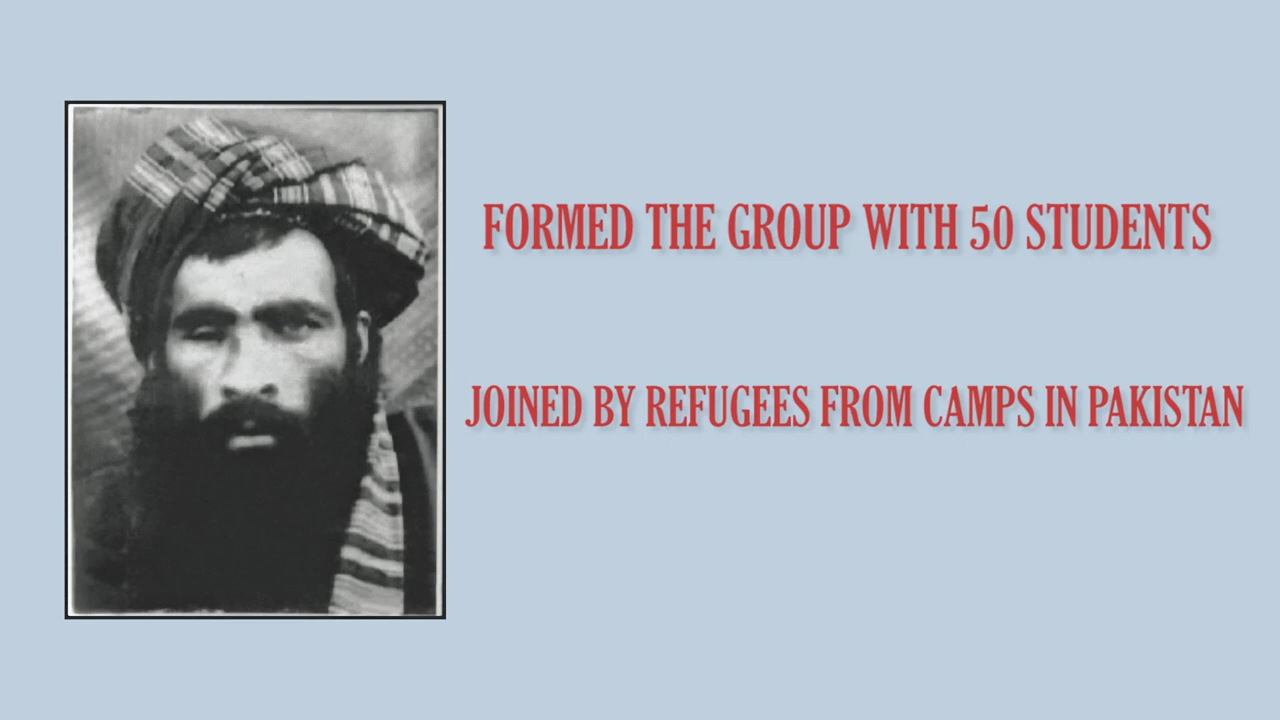 FORMED THE GROUP WITH 50 STUDENTS
JOINED BY REFUGEES FROM CAMPS IN PAKISTAN